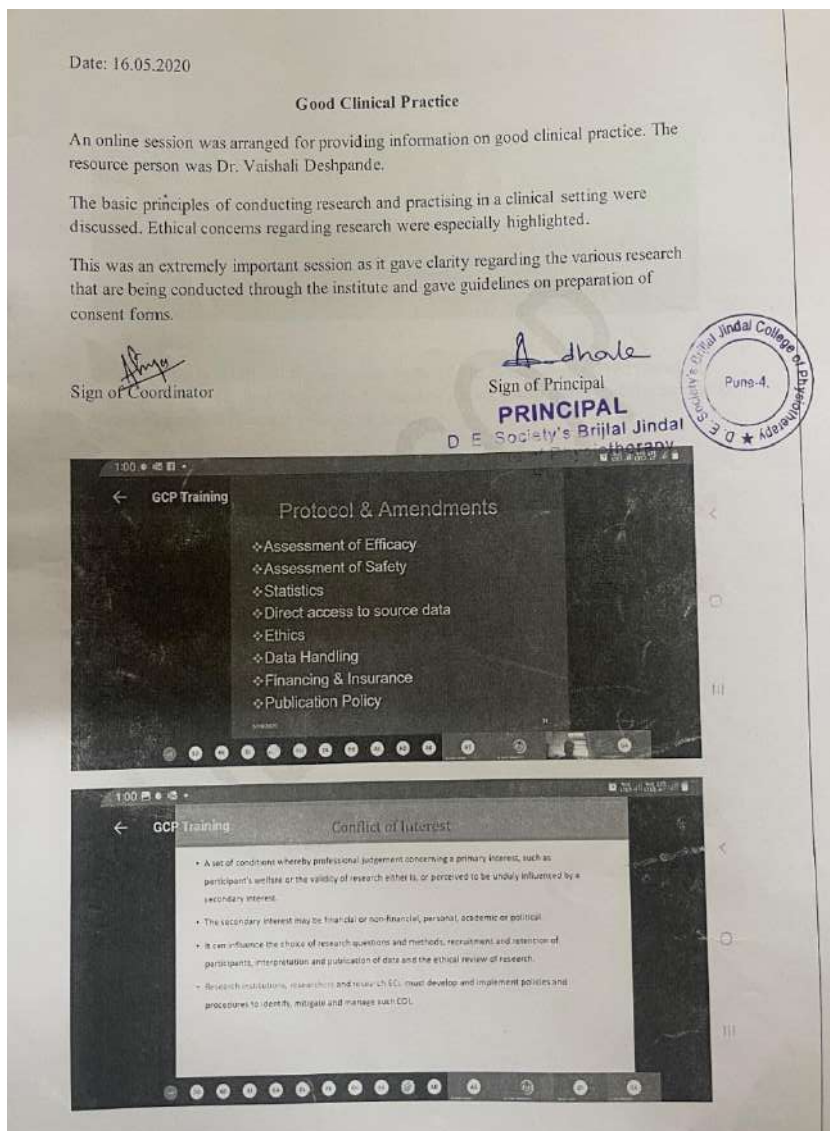 Date: 16.05.2020
Good Clinical Practice
An online session was arranged for providing information on good clinical practice. The
resource person was Dr. Vaishali Deshpande.
The basic principles of conducting research and practising in a clinical setting were
discussed. Ethical concerns regarding research were especially highlighted.
This was an extremely important session as it gave clarity regarding the various research
that are being conducted through the institute and gave guidelines on preparation of
consent forms.
Sign of Coordinator
dhole
Sign of Principal
PRINCIPAL
D E Society's Brijlal Jindal
Physiotherapy
D. E. Society's Brijlal Jindal College of Physiotherapy
Pune-4.
1:00
GCP Training
Protocol & Amendments
Assessment of Efficacy
Assessment of Safety
Statistics
Direct access to source data
Ethics
Data Handling
Financing & Insurance
Publication Policy
1:00
GCP Training
Conflict of Interest
• A set of conditions whereby professional judgement concerning a primary interest, such as
participant's welfare or the validity of research either is, or perceived to be unduly influenced by a
secondary interest.
• The secondary interest may be financial or non-financial, personal, academic or political.
• It can influence the choice of research questions and methods, recruitment and retention of
participants, interpretation and publication of data and the ethical review of research.
• Research institutions, researchers and research ECs must develop and implement policies and
procedures to identify, mitigate and manage such COI.